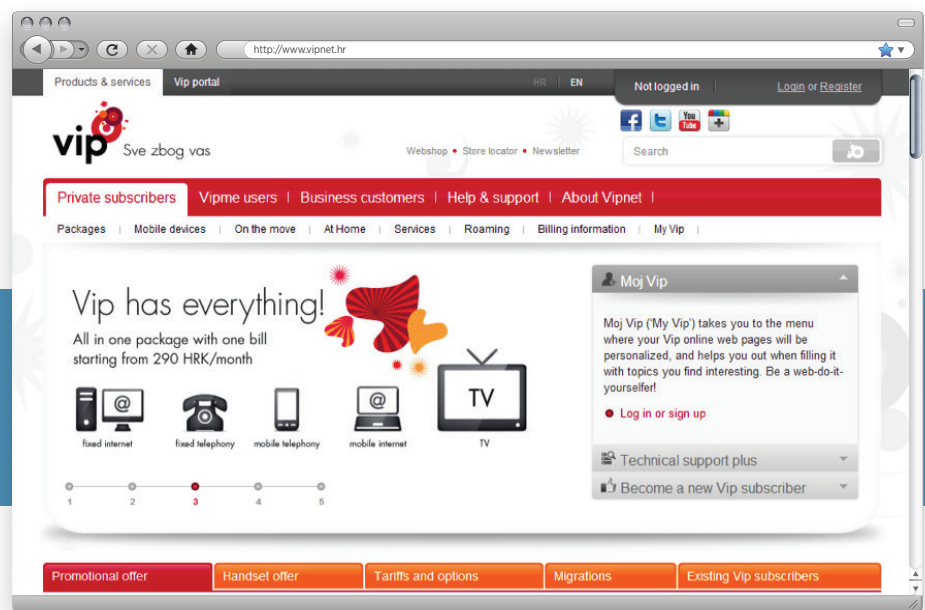 http://www.vipnet.hr
Products & services Vip portal HR EN Not logged in Login or Register
vip Sve zbog vas
You Tube
Webshop • Store locator • Newsletter Search
Private subscribers Vipme users Business customers Help & support About Vipnet
Packages Mobile devices On the move At Home Services Roaming Billing information My Vip
Vip has everything!
All in one package with one bill
starting from 290 HRK/month
@ @ TV
fixed internet fixed telephony mobile telephony mobile internet TV
1 2 3 4 5
Moj Vip
Moj Vip ('My Vip') takes you to the menu
where your Vip online web pages will be
personalized, and helps you out when filling it
with topics you find interesting. Be a web-do-it-
yourselfer!
Log in or sign up
Technical support plus
Become a new Vip subscriber
Promotional offer Handset offer Tariffs and options Migrations Existing Vip subscribers